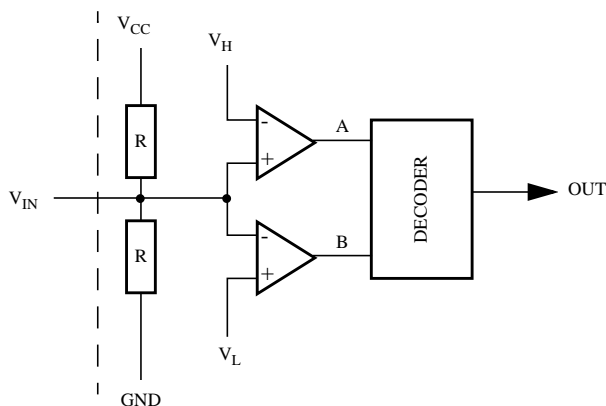 V_CC
V_H
R
-
+
A
V_IN
DECODER
OUT
R
-
+
B
V_L
GND